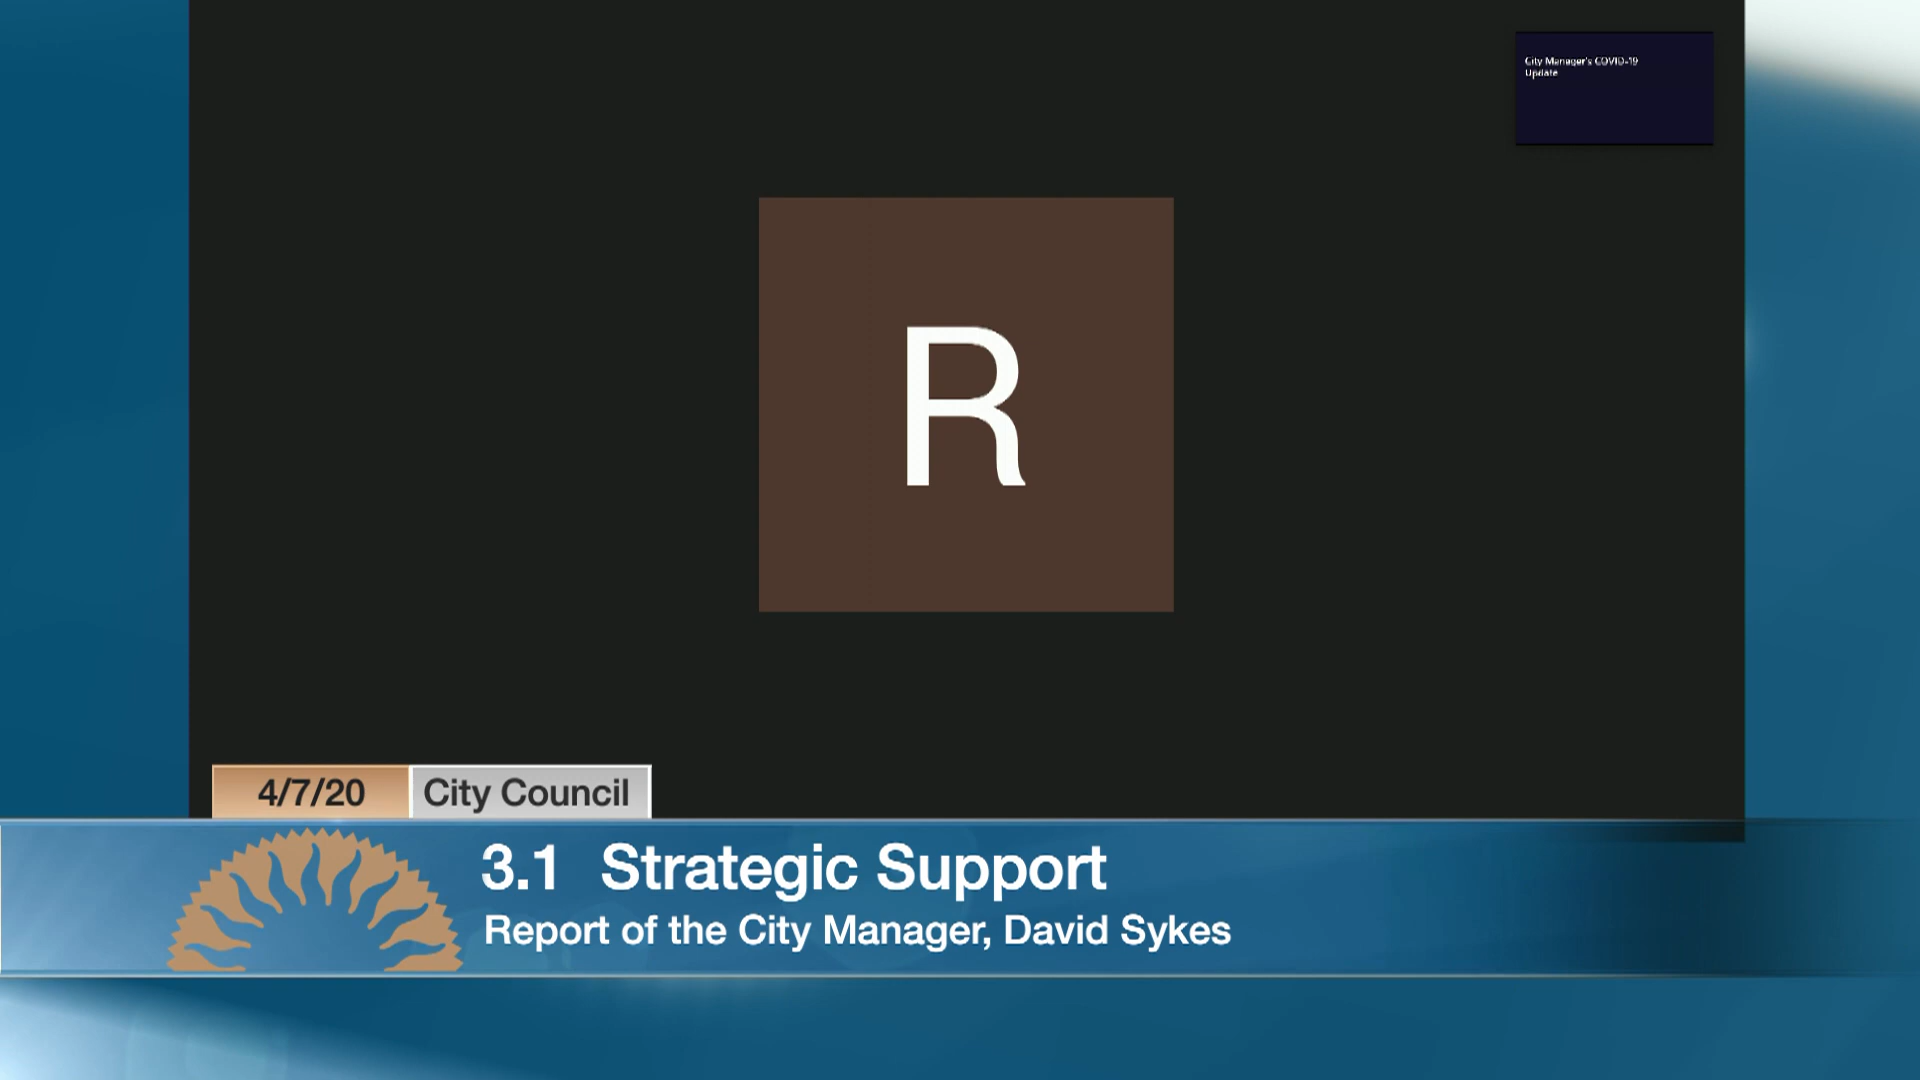 City Manager's COVID-19
Update
R
4/7/20 City Council
3.1 Strategic Support
Report of the City Manager, David Sykes